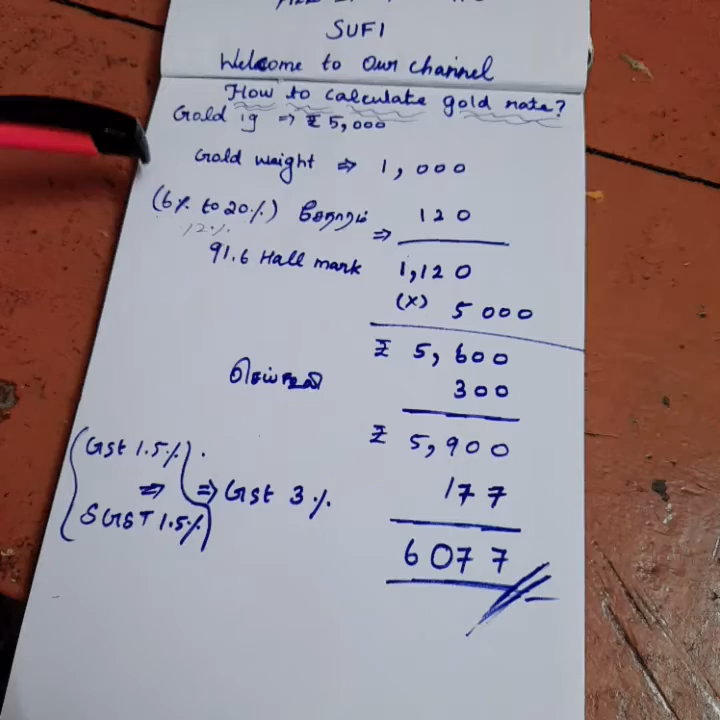 SUFI
Welcome to Our channel
How to calculate gold rate?
Gold 1g => ₹ 5,000
Gold weight => 1,000
(6% to 20%) சேதாரம் => 120
12%
91.6 Hall mark 1,120
(x) 5000
₹ 5,600
செய்கூலி 300
₹ 5,900
(Gst 1.5%).
=> => Gst 3% 177
SGST 1.5%)
6077